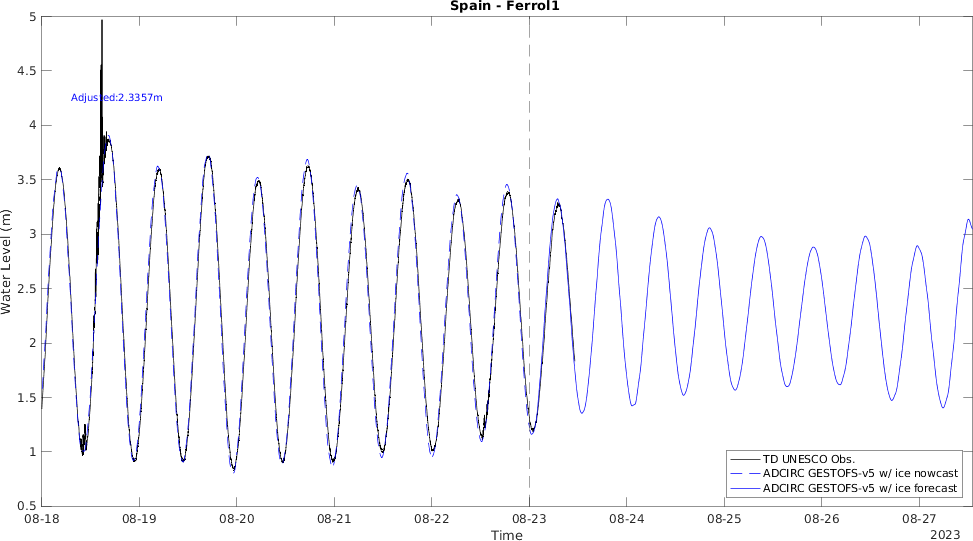 Spain - Ferrol1
5
4.5
4
3.5
3
2.5
2
1.5
1
0.5
Water Level (m)
Adjusted:2.3357m
TD UNESCO Obs.
ADCIRC GESTOFS-v5 w/ ice nowcast
ADCIRC GESTOFS-v5 w/ ice forecast
08-18 08-19 08-20 08-21 08-22 08-23 08-24 08-25 08-26 08-27
Time
2023